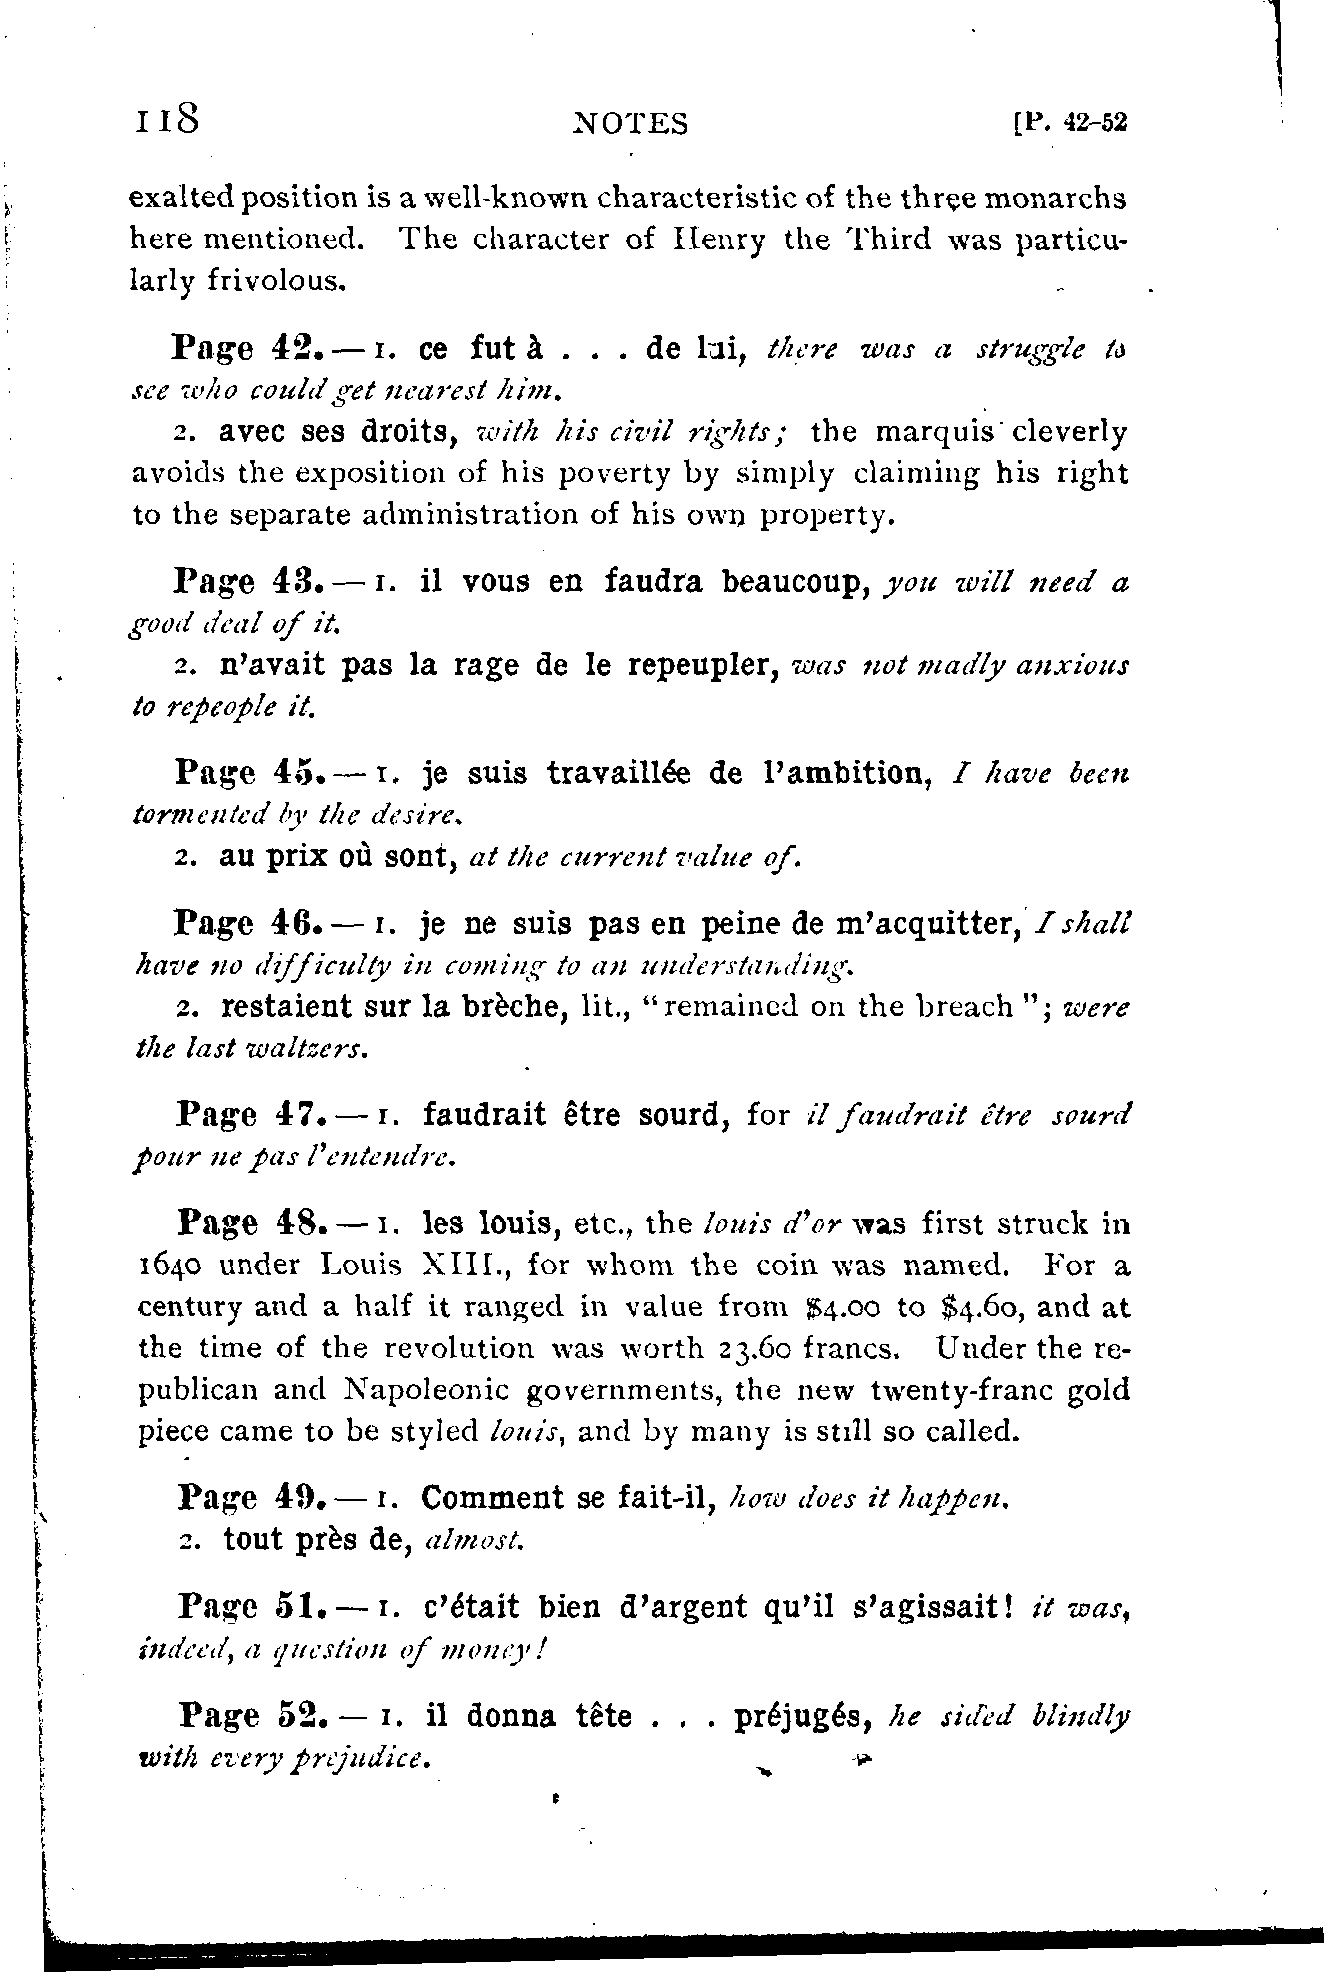 118 NOTES [P. 42–52
exalted position is a well-known characteristic of the three monarchs
here mentioned. The character of Henry the Third was particu-
larly frivolous.
Page 42. — 1. ce fut à . . . de lui, there was a struggle to
see who could get nearest him.
2. avec ses droits, with his civil rights; the marquis cleverly
avoids the exposition of his poverty by simply claiming his right
to the separate administration of his own property.
Page 43. — 1. il vous en faudra beaucoup, you will need a
good deal of it.
2. n'avait pas la rage de le repeupler, was not madly anxious
to repeople it.
Page 45. — 1. je suis travaillée de l'ambition, I have been
tormented by the desire.
2. au prix où sont, at the current value of.
Page 46. — 1. je ne suis pas en peine de m'acquitter, I shall
have no difficulty in coming to an understanding.
2. restaient sur la brèche, lit., "remained on the breach"; were
the last waltzers.
Page 47. — 1. faudrait être sourd, for il faudrait être sourd
pour ne pas l'entendre.
Page 48. — 1. les louis, etc., the louis d'or was first struck in
1640 under Louis XIII., for whom the coin was named. For a
century and a half it ranged in value from $4.00 to $4.60, and at
the time of the revolution was worth 23.60 francs. Under the re-
publican and Napoleonic governments, the new twenty-franc gold
piece came to be styled louis, and by many is still so called.
Page 49. — 1. Comment se fait-il, how does it happen.
2. tout près de, almost.
Page 51. — 1. c'était bien d'argent qu'il s'agissait! it was,
indeed, a question of money!
Page 52. — 1. il donna tête . . . préjugés, he sided blindly
with every prejudice.